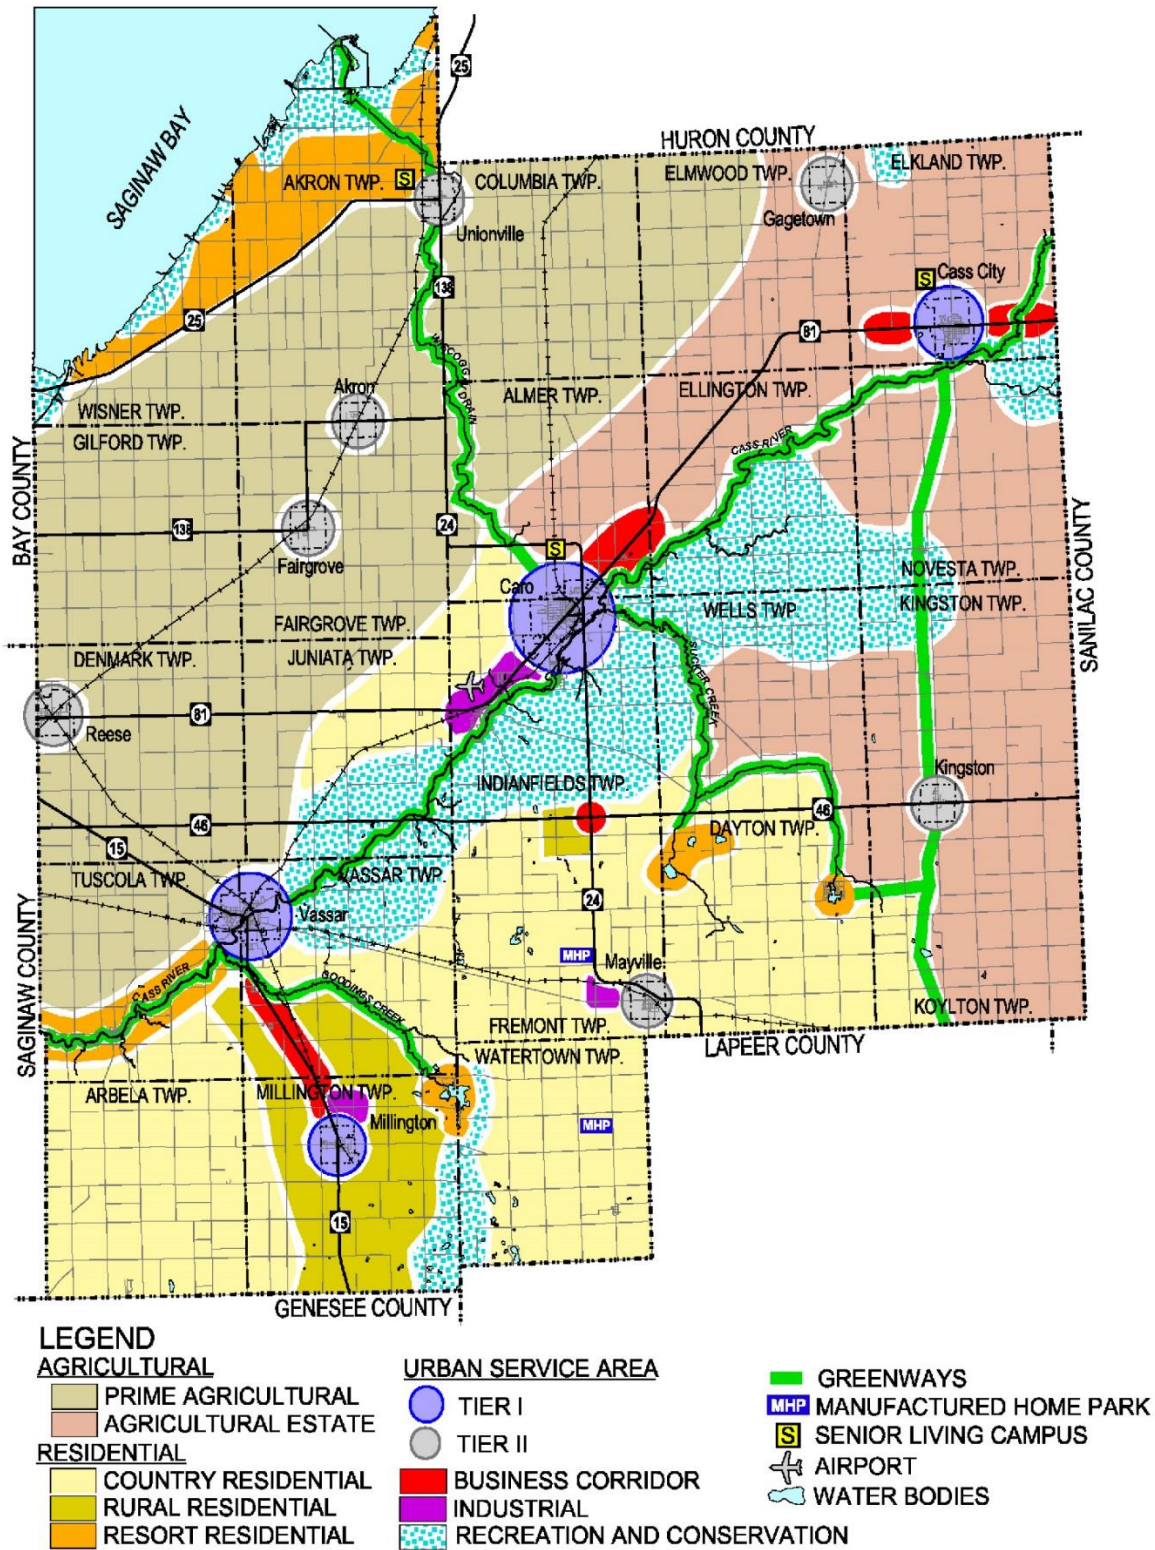 25
HURON COUNTY
SAGINAW BAY
AKRON TWP.
S
COLUMBIA TWP.
ELMWOOD TWP.
ELKLAND TWP.
Gagetown
Unionville
S
Cass City
138
25
81
WISCOGGIN DRAIN
Akron
ALMER TWP.
ELLINGTON TWP.
WISNER TWP.
GILFORD TWP.
CASS RIVER
BAY COUNTY
138
24
Fairgrove
S
Caro
NOVESTA TWP.
KINGSTON TWP.
WELLS TWP.
SANILAC COUNTY
FAIRGROVE TWP.
JUNIATA TWP.
DENMARK TWP.
SUCKER CREEK
Reese
81
INDIANFIELDS TWP.
Kingston
46
46
DAYTON TWP.
15
TUSCOLA TWP.
VASSAR TWP.
24
Vassar
MHP
Mayville
SAGINAW COUNTY
CASS RIVER
GOODINGS CREEK
FREMONT TWP.
KOYLTON TWP.
WATERTOWN TWP.
LAPEER COUNTY
ARBELA TWP.
MILLINGTON TWP.
Millington
MHP
15
GENESEE COUNTY
LEGEND
AGRICULTURAL
PRIME AGRICULTURAL
AGRICULTURAL ESTATE
RESIDENTIAL
COUNTRY RESIDENTIAL
RURAL RESIDENTIAL
RESORT RESIDENTIAL
URBAN SERVICE AREA
TIER I
TIER II
BUSINESS CORRIDOR
INDUSTRIAL
RECREATION AND CONSERVATION
GREENWAYS
MHP MANUFACTURED HOME PARK
S SENIOR LIVING CAMPUS
AIRPORT
WATER BODIES